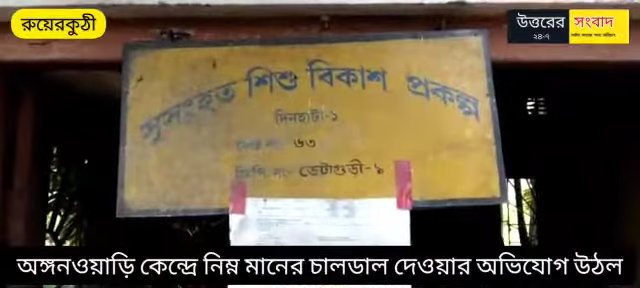 রুয়েরকুঠী
উত্তরের সংবাদ
২৪-৭
সুসংহত শিশু বিকাশ প্রকল্প
দিনহাটা-১
৬৩
ভেটাগুড়ী-১
অঙ্গনওয়াড়ি কেন্দ্রে নিম্ন মানের চালডাল দেওয়ার অভিযোগ উঠল